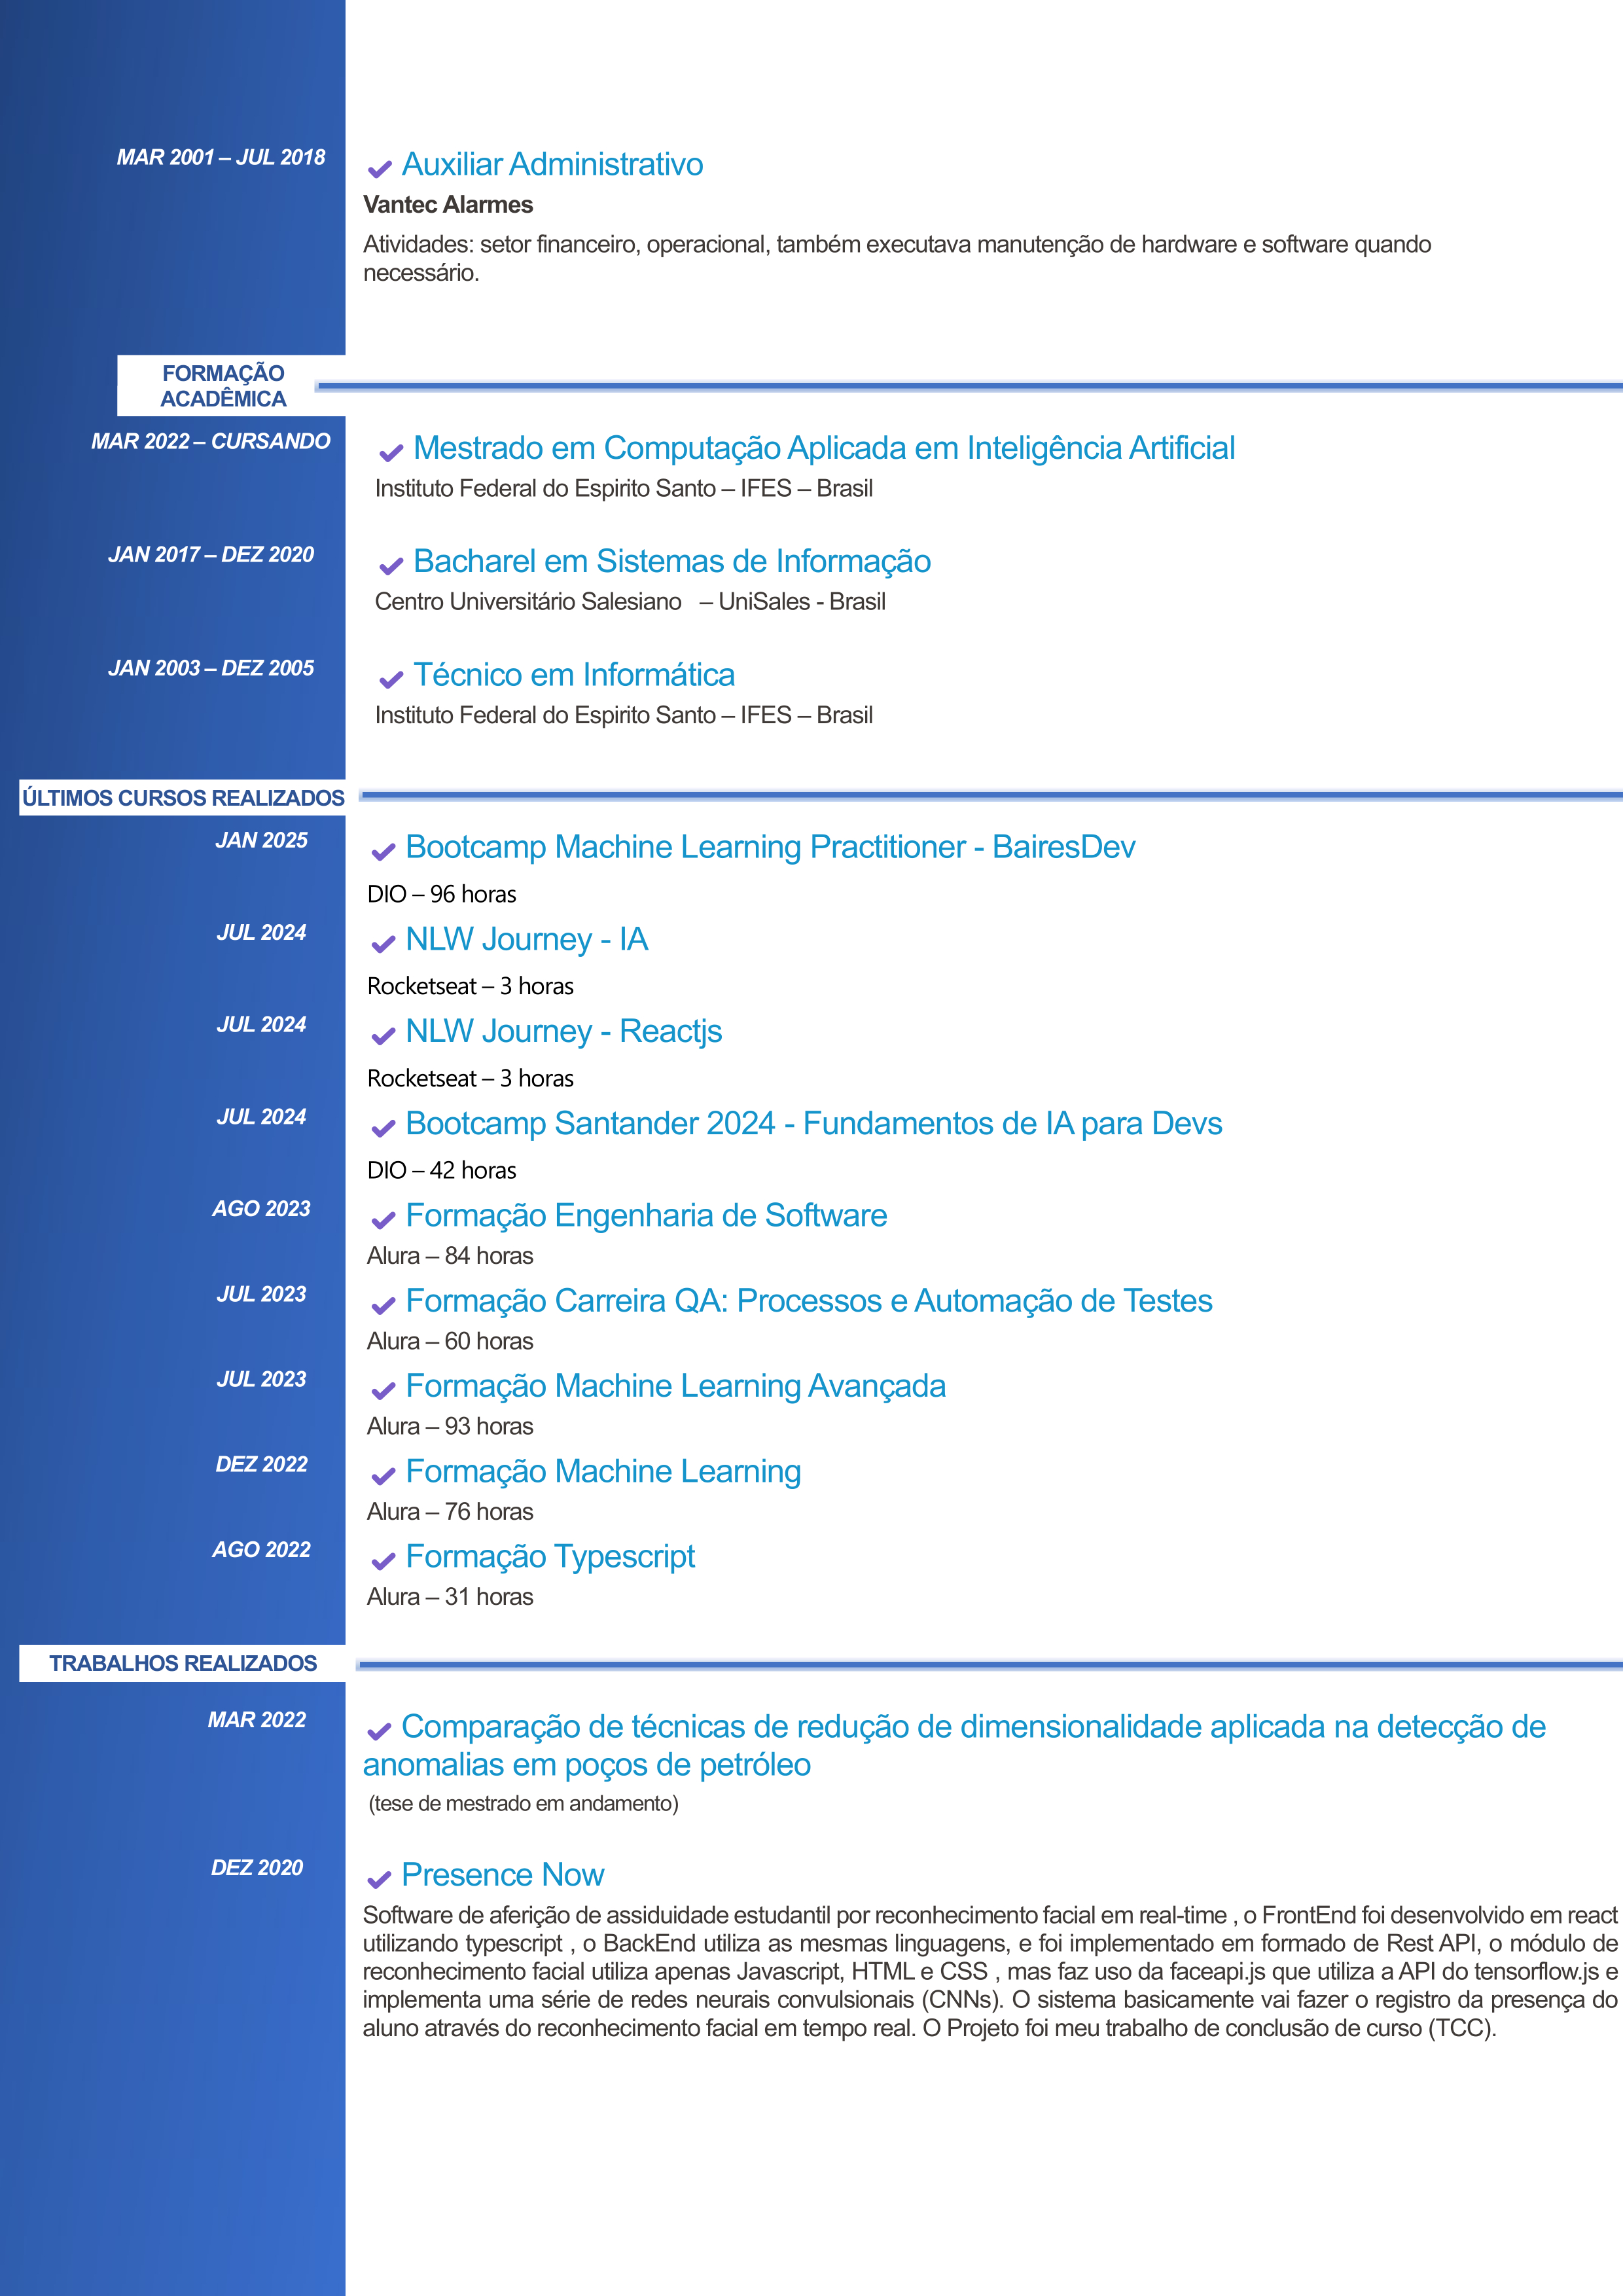 MAR 2001 – JUL 2018
Auxiliar Administrativo
Vantec Alarmes
Atividades: setor financeiro, operacional, também executava manutenção de hardware e software quando
necessário.
FORMAÇÃO
ACADÊMICA
MAR 2022 – CURSANDO
Mestrado em Computação Aplicada em Inteligência Artificial
Instituto Federal do Espirito Santo – IFES – Brasil
JAN 2017 – DEZ 2020
Bacharel em Sistemas de Informação
Centro Universitário Salesiano – UniSales - Brasil
JAN 2003 – DEZ 2005
Técnico em Informática
Instituto Federal do Espirito Santo – IFES – Brasil
ÚLTIMOS CURSOS REALIZADOS
JAN 2025
Bootcamp Machine Learning Practitioner - BairesDev
DIO – 96 horas
JUL 2024
NLW Journey - IA
Rocketseat – 3 horas
JUL 2024
NLW Journey - Reactjs
Rocketseat – 3 horas
JUL 2024
Bootcamp Santander 2024 - Fundamentos de IA para Devs
DIO – 42 horas
AGO 2023
Formação Engenharia de Software
Alura – 84 horas
JUL 2023
Formação Carreira QA: Processos e Automação de Testes
Alura – 60 horas
JUL 2023
Formação Machine Learning Avançada
Alura – 93 horas
DEZ 2022
Formação Machine Learning
Alura – 76 horas
AGO 2022
Formação Typescript
Alura – 31 horas
TRABALHOS REALIZADOS
MAR 2022
Comparação de técnicas de redução de dimensionalidade aplicada na detecção de
anomalias em poços de petróleo
(tese de mestrado em andamento)
DEZ 2020
Presence Now
Software de aferição de assiduidade estudantil por reconhecimento facial em real-time , o FrontEnd foi desenvolvido em react
utilizando typescript , o BackEnd utiliza as mesmas linguagens, e foi implementado em formado de Rest API, o módulo de
reconhecimento facial utiliza apenas Javascript, HTML e CSS , mas faz uso da faceapi.js que utiliza a API do tensorflow.js e
implementa uma série de redes neurais convulsionais (CNNs). O sistema basicamente vai fazer o registro da presença do
aluno através do reconhecimento facial em tempo real. O Projeto foi meu trabalho de conclusão de curso (TCC).